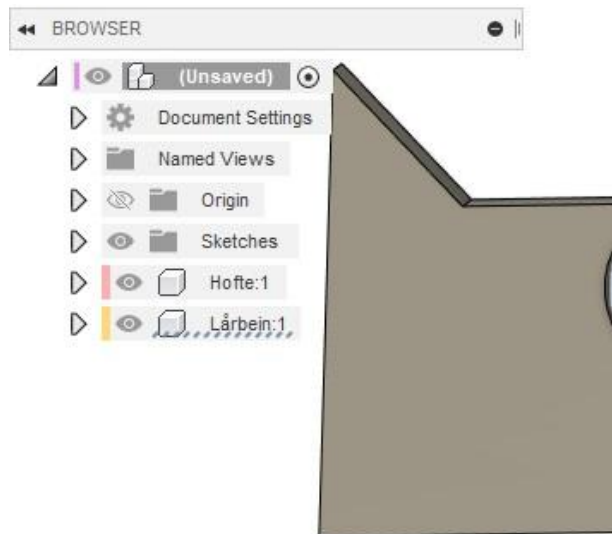 BROWSER
(Unsaved)
Document Settings
Named Views
Origin
Sketches
Hofte:1
Lårbein:1